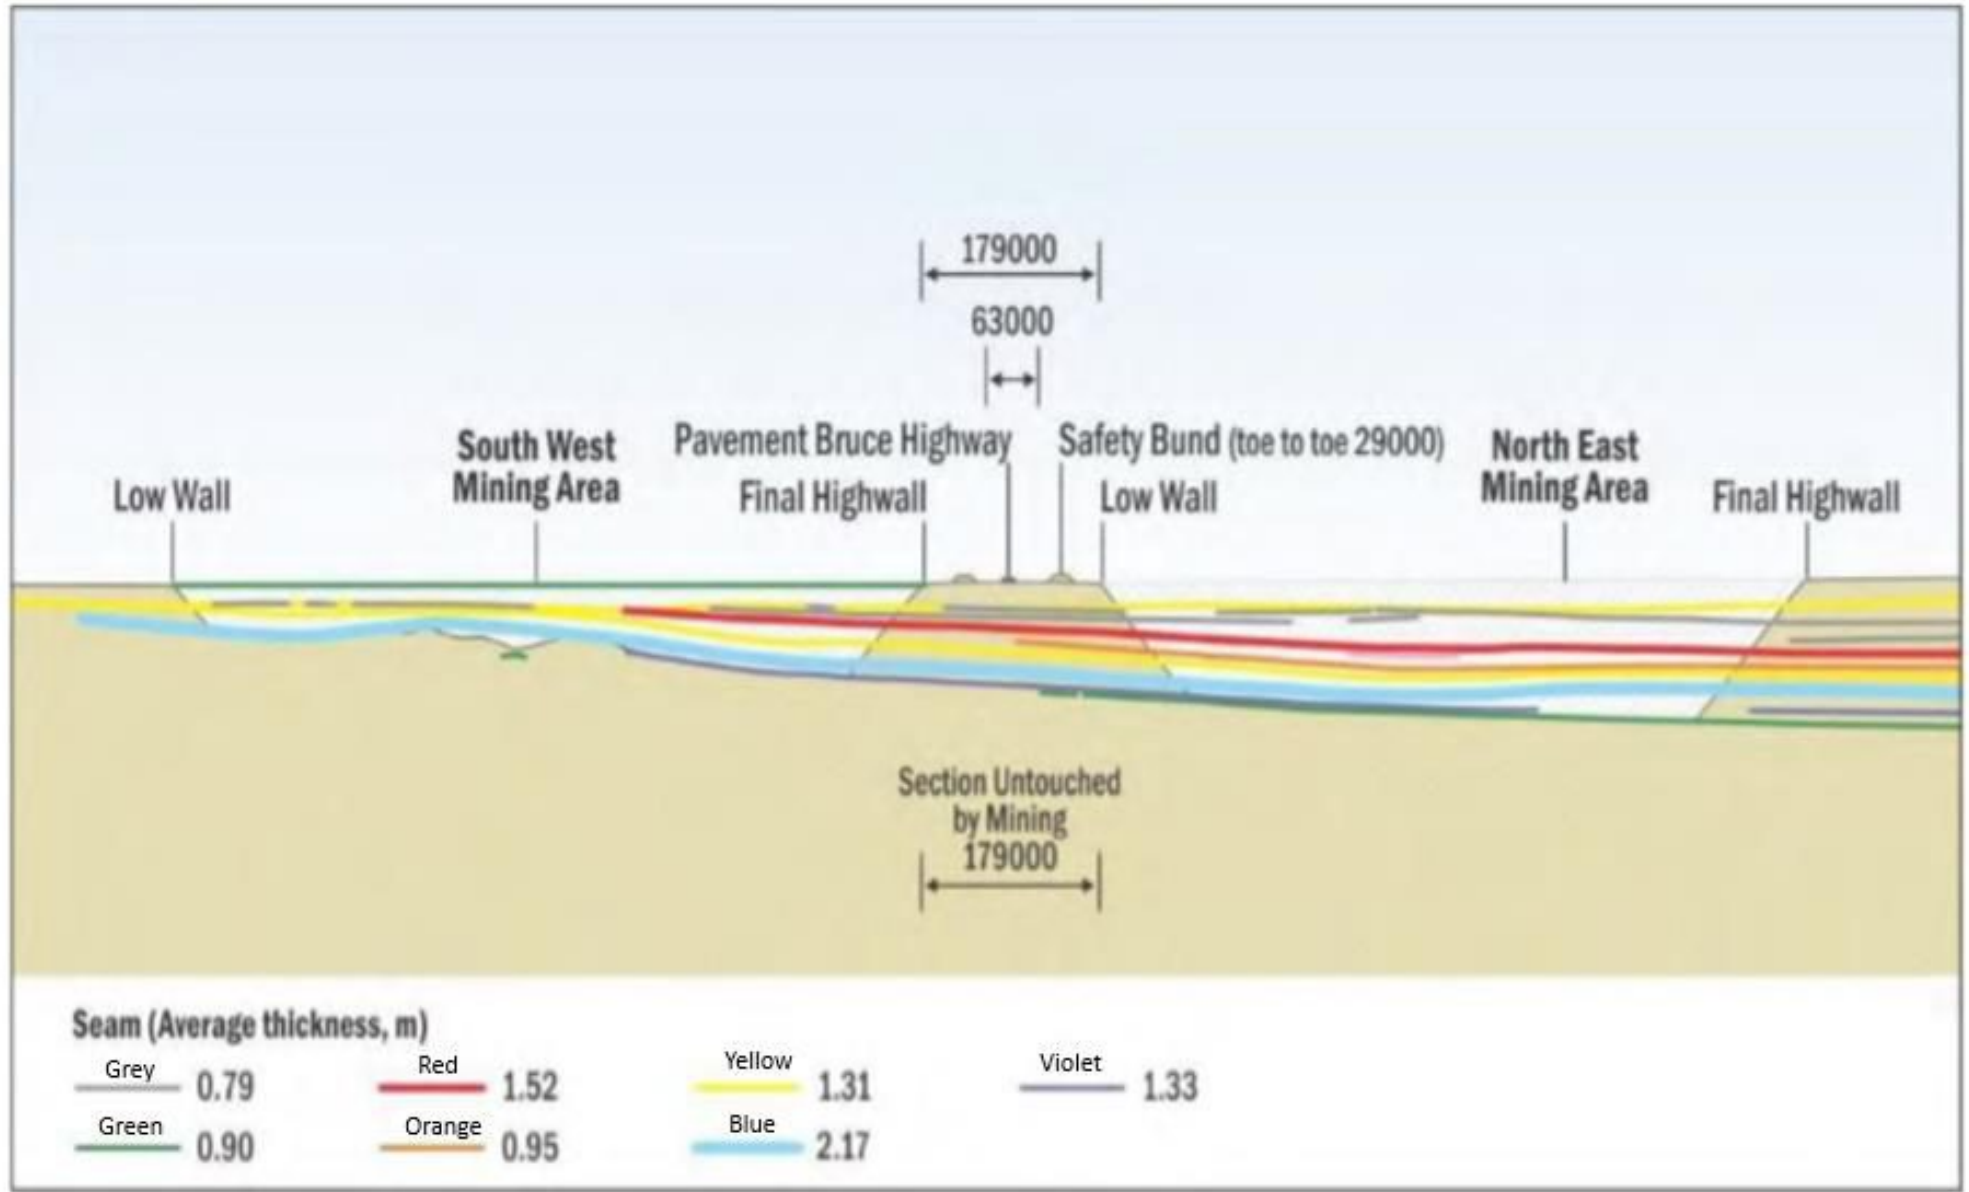 179000
63000
Pavement Bruce Highway
Safety Bund (toe to toe 29000)
South West
Mining Area
North East
Mining Area
Low Wall
Final Highwall
Low Wall
Final Highwall
Section Untouched
by Mining
179000
Seam (Average thickness, m)
Grey 0.79
Red 1.52
Yellow 1.31
Violet 1.33
Green 0.90
Orange 0.95
Blue 2.17